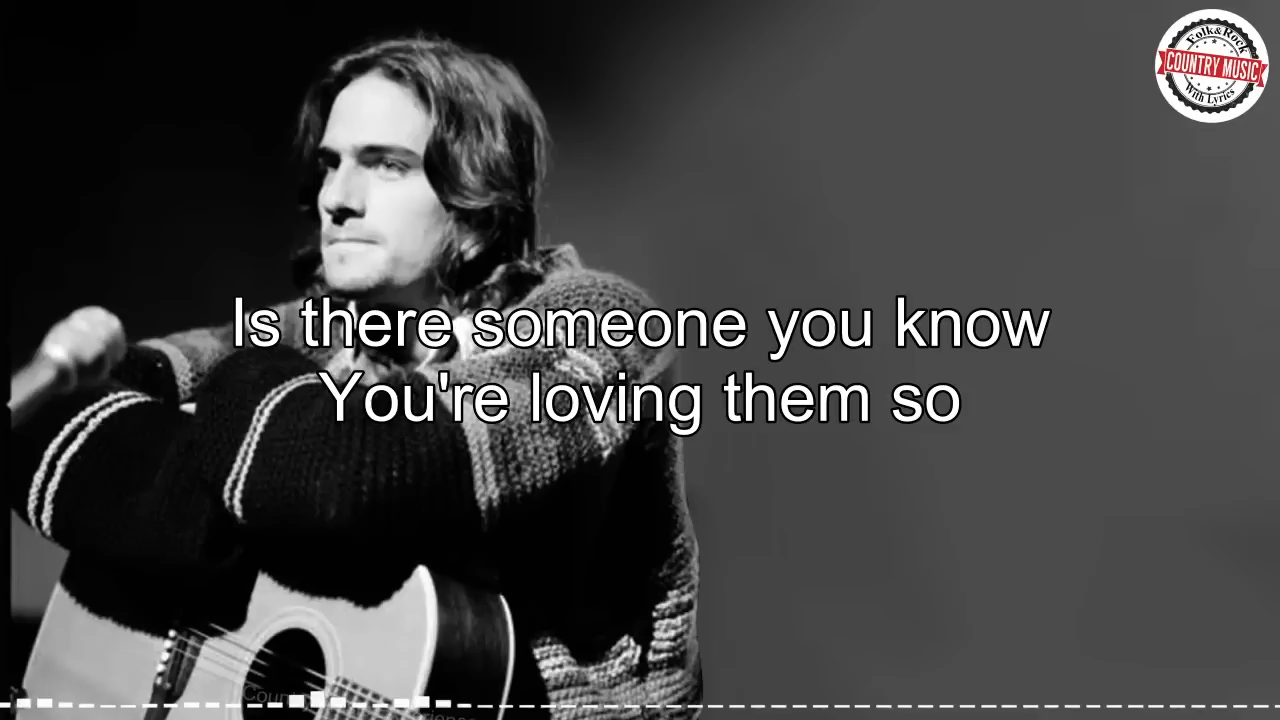 Folk&Rock
COUNTRY MUSIC
With Lyrics
Is there someone you know
You're loving them so